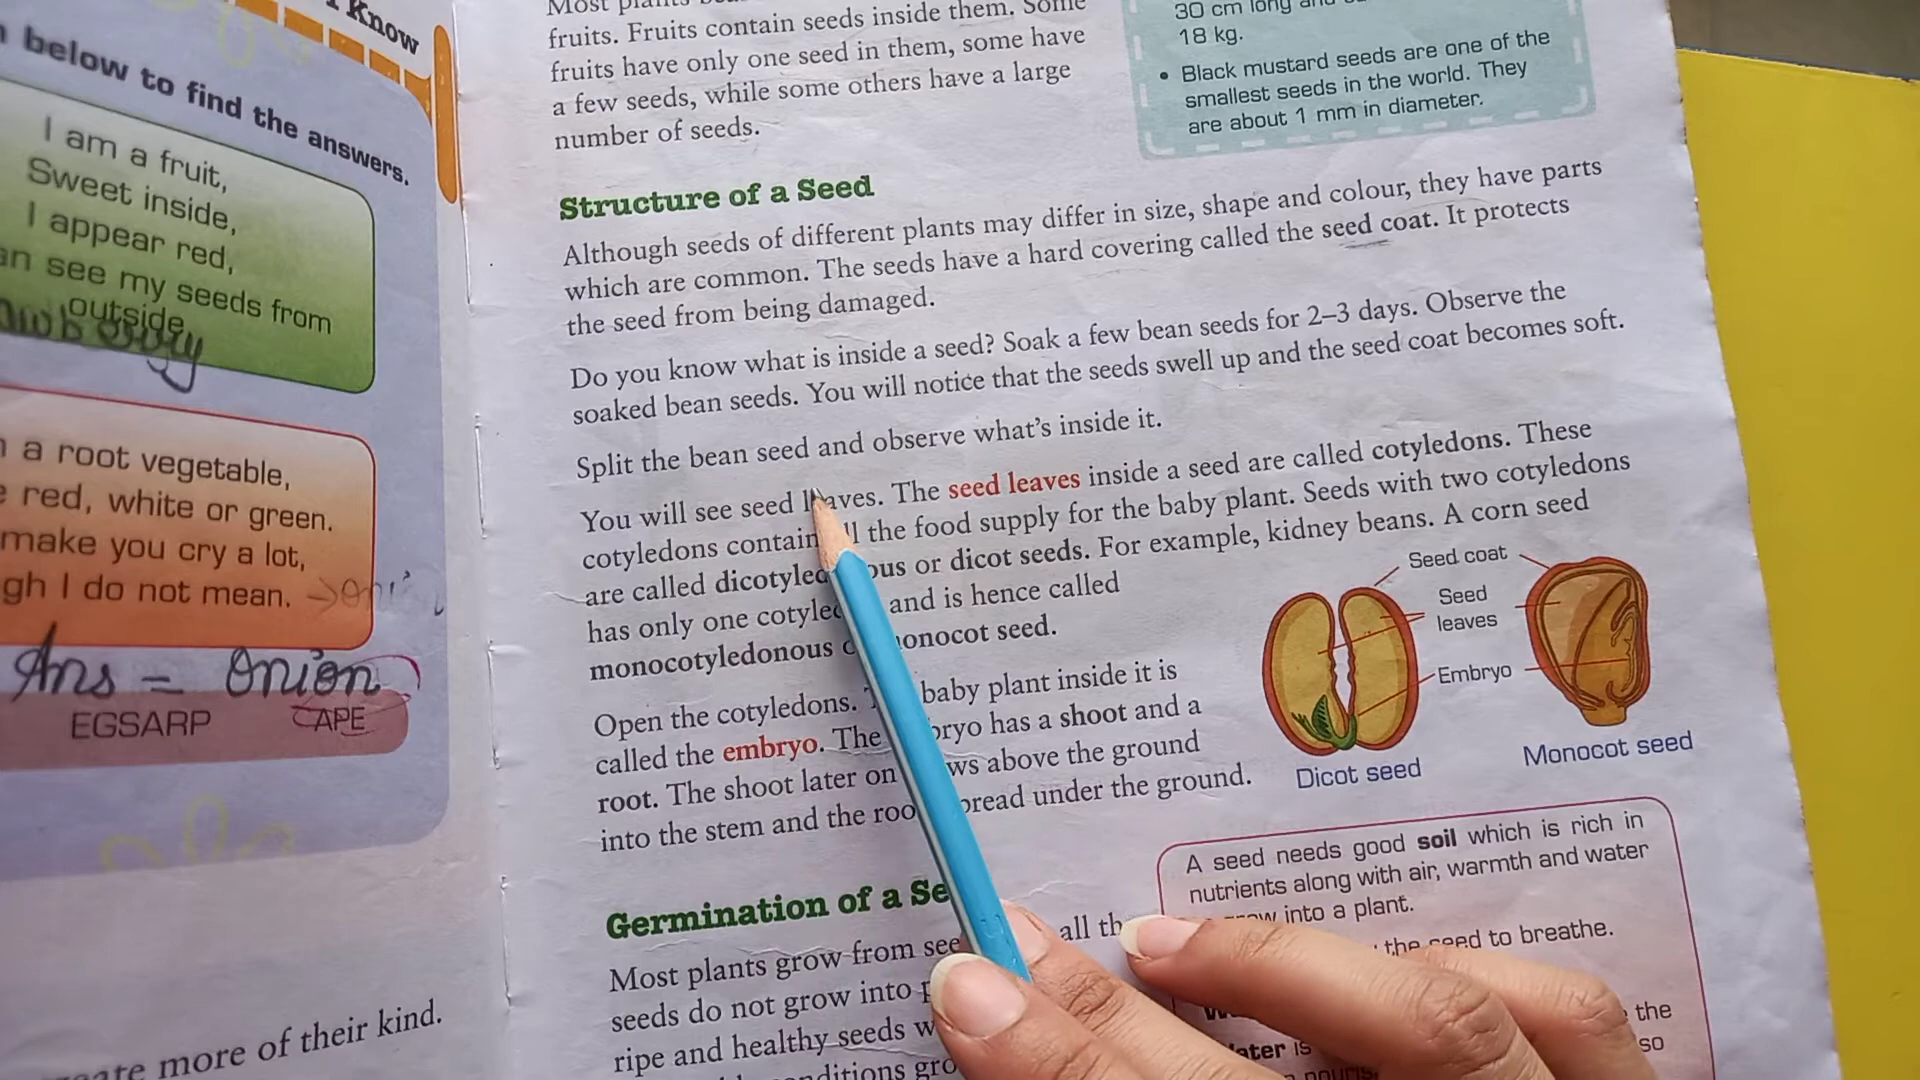 Know
below to find the answers.
I am a fruit,
Sweet inside,
I appear red,
see my seeds from
outside
a root vegetable,
red, white or green.
make you cry a lot,
I do not mean.
Ans = Onion
EGSARP
APE
more of their kind.
Most plants
fruits. Fruits contain seeds inside them. Some
fruits have only one seed in them, some have
a few seeds, while some others have a large
number of seeds.
30 cm long and
18 kg.
• Black mustard seeds are one of the
smallest seeds in the world. They
are about 1 mm in diameter.
Structure of a Seed
Although seeds of different plants may differ in size, shape and colour, they have parts
which are common. The seeds have a hard covering called the seed coat. It protects
the seed from being damaged.
Do you know what is inside a seed? Soak a few bean seeds for 2–3 days. Observe the
soaked bean seeds. You will notice that the seeds swell up and the seed coat becomes soft.
Split the bean seed and observe what's inside it.
You will see seed leaves. The seed leaves inside a seed are called cotyledons. These
cotyledons contain the food supply for the baby plant. Seeds with two cotyledons
are called or dicot seeds. For example, kidney beans. A corn seed
has only one and is hence called
monocotyledonous monocot seed.
Open the cotyledons. baby plant inside it is
called the embryo. The has a shoot and a
root. The shoot later on above the ground
into the stem and the under the ground.
Seed coat
Seed
leaves
Embryo
Dicot seed
Monocot seed
Germination of a
Most plants grow from all
seeds do not grow into
ripe and healthy seeds
A seed needs good soil which is rich in
nutrients along with air, warmth and water
into a plant.
the seed to breathe.
the
is
so